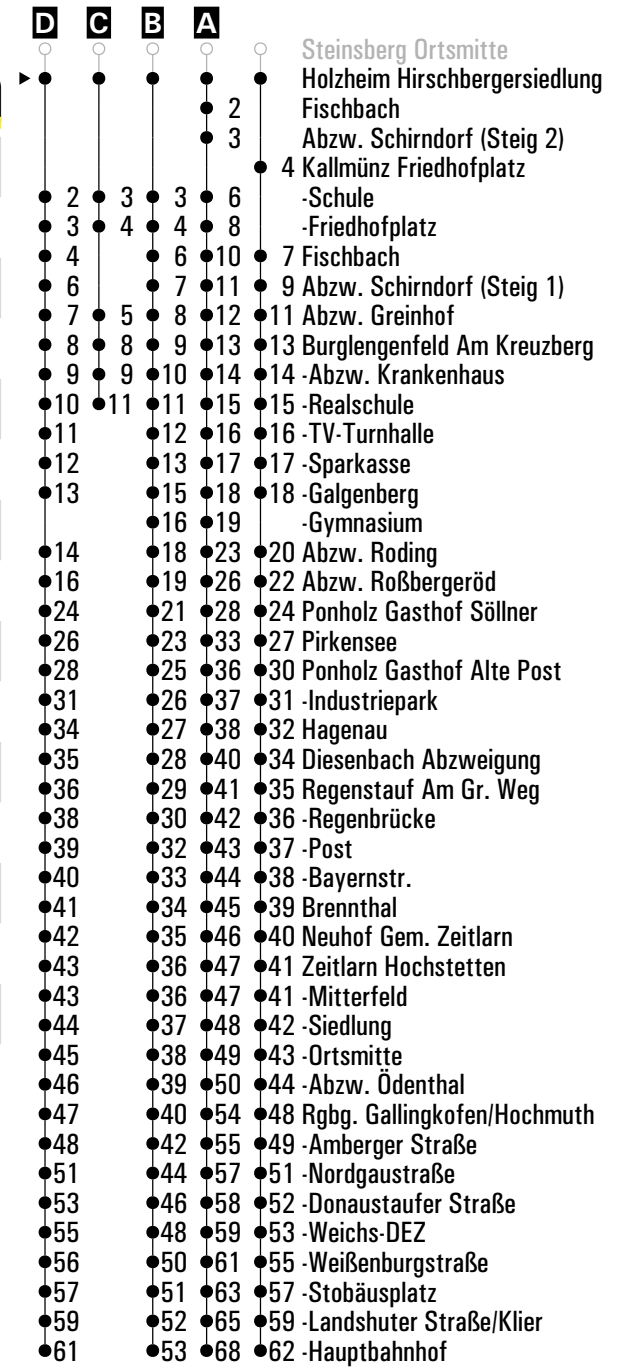 D C B A
Steinsberg Ortsmitte
Holzheim Hirschbergersiedlung
2 Fischbach
3 Abzw. Schirndorf (Steig 2)
4 Kallmünz Friedhofplatz
2 3 3 6 -Schule
3 4 4 8 -Friedhofplatz
4 6 10 7 Fischbach
6 7 11 9 Abzw. Schirndorf (Steig 1)
7 5 8 12 11 Abzw. Greinhof
8 8 9 13 13 Burglengenfeld Am Kreuzberg
9 9 10 14 14 -Abzw. Krankenhaus
10 11 11 15 15 -Realschule
11 12 16 16 -TV-Turnhalle
12 13 17 17 -Sparkasse
13 15 18 18 -Galgenberg
16 19 -Gymnasium
14 18 23 20 Abzw. Roding
16 19 26 22 Abzw. Roßbergeröd
24 21 28 24 Ponholz Gasthof Söllner
26 23 33 27 Pirkensee
28 25 36 30 Ponholz Gasthof Alte Post
31 26 37 31 -Industriepark
34 27 38 32 Hagenau
35 28 40 34 Diesenbach Abzweigung
36 29 41 35 Regenstauf Am Gr. Weg
38 30 42 36 -Regenbrücke
39 32 43 37 -Post
40 33 44 38 -Bayernstr.
41 34 45 39 Brennthal
42 35 46 40 Neuhof Gem. Zeitlarn
43 36 47 41 Zeitlarn Hochstetten
43 36 47 41 -Mitterfeld
44 37 48 42 -Siedlung
45 38 49 43 -Ortsmitte
46 39 50 44 -Abzw. Ödenthal
47 40 54 48 Rgbg. Gallingkofen/Hochmuth
48 42 55 49 -Amberger Straße
51 44 57 51 -Nordgaustraße
53 46 58 52 -Donaustaufer Straße
55 48 59 53 -Weichs-DEZ
56 50 61 55 -Weißenburgstraße
57 51 63 57 -Stobäusplatz
59 52 65 59 -Landshuter Straße/Klier
61 53 68 62 -Hauptbahnhof